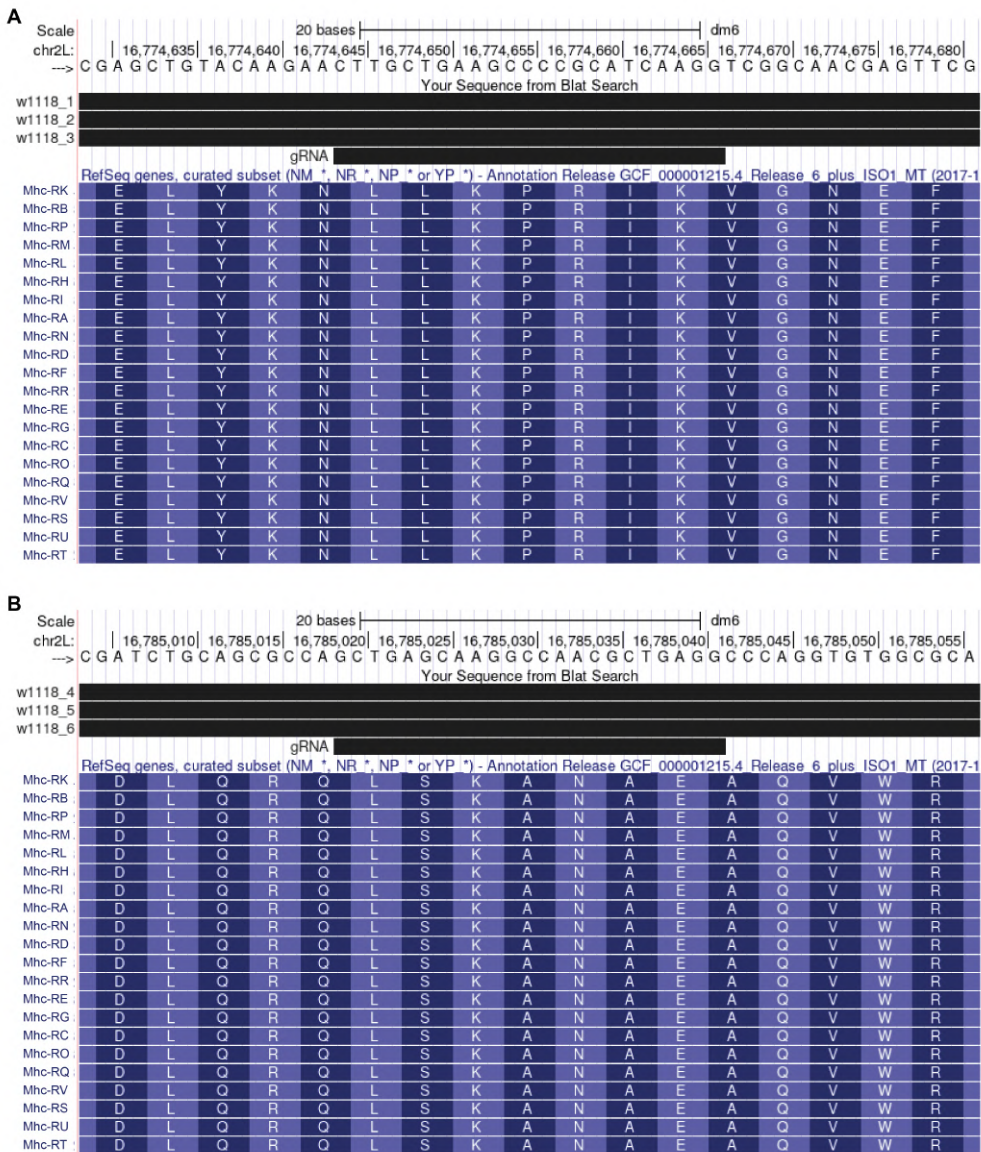 A
Scale 20 bases dm6
chr2L: 16,774,635 16,774,640 16,774,645 16,774,650 16,774,655 16,774,660 16,774,665 16,774,670 16,774,675 16,774,680
---> C G A G C T G T A C A A G A A C T T G C T G A A G C C C C G C A T C A A G G T C G G C A A C G A G T T C G
Your Sequence from Blat Search
w1118_1
w1118_2
w1118_3
gRNA
RefSeq genes, curated subset (NM_*, NR_*, NP_* or YP_*) - Annotation Release GCF_000001215.4_Release_6_plus_ISO1_MT (2017-1
Mhc-RK E L Y K N L L K P R I K V G N E F
Mhc-RB E L Y K N L L K P R I K V G N E F
Mhc-RP E L Y K N L L K P R I K V G N E F
Mhc-RM E L Y K N L L K P R I K V G N E F
Mhc-RL E L Y K N L L K P R I K V G N E F
Mhc-RH E L Y K N L L K P R I K V G N E F
Mhc-RI E L Y K N L L K P R I K V G N E F
Mhc-RA E L Y K N L L K P R I K V G N E F
Mhc-RN E L Y K N L L K P R I K V G N E F
Mhc-RD E L Y K N L L K P R I K V G N E F
Mhc-RF E L Y K N L L K P R I K V G N E F
Mhc-RR E L Y K N L L K P R I K V G N E F
Mhc-RE E L Y K N L L K P R I K V G N E F
Mhc-RG E L Y K N L L K P R I K V G N E F
Mhc-RC E L Y K N L L K P R I K V G N E F
Mhc-RO E L Y K N L L K P R I K V G N E F
Mhc-RQ E L Y K N L L K P R I K V G N E F
Mhc-RV E L Y K N L L K P R I K V G N E F
Mhc-RS E L Y K N L L K P R I K V G N E F
Mhc-RU E L Y K N L L K P R I K V G N E F
Mhc-RT E L Y K N L L K P R I K V G N E F
B
Scale 20 bases dm6
chr2L: 16,785,010 16,785,015 16,785,020 16,785,025 16,785,030 16,785,035 16,785,040 16,785,045 16,785,050 16,785,055
---> C G A T C T G C A G C G C C A G C T G A G C A A G G C C A A C G C T G A G G C C C A G G T G T G G C G C A
Your Sequence from Blat Search
w1118_4
w1118_5
w1118_6
gRNA
RefSeq genes, curated subset (NM_*, NR_*, NP_* or YP_*) - Annotation Release GCF_000001215.4_Release_6_plus_ISO1_MT (2017-1
Mhc-RK D L Q R Q L S K A N A E A Q V W R
Mhc-RB D L Q R Q L S K A N A E A Q V W R
Mhc-RP D L Q R Q L S K A N A E A Q V W R
Mhc-RM D L Q R Q L S K A N A E A Q V W R
Mhc-RL D L Q R Q L S K A N A E A Q V W R
Mhc-RH D L Q R Q L S K A N A E A Q V W R
Mhc-RI D L Q R Q L S K A N A E A Q V W R
Mhc-RA D L Q R Q L S K A N A E A Q V W R
Mhc-RN D L Q R Q L S K A N A E A Q V W R
Mhc-RD D L Q R Q L S K A N A E A Q V W R
Mhc-RF D L Q R Q L S K A N A E A Q V W R
Mhc-RR D L Q R Q L S K A N A E A Q V W R
Mhc-RE D L Q R Q L S K A N A E A Q V W R
Mhc-RG D L Q R Q L S K A N A E A Q V W R
Mhc-RC D L Q R Q L S K A N A E A Q V W R
Mhc-RO D L Q R Q L S K A N A E A Q V W R
Mhc-RQ D L Q R Q L S K A N A E A Q V W R
Mhc-RV D L Q R Q L S K A N A E A Q V W R
Mhc-RS D L Q R Q L S K A N A E A Q V W R
Mhc-RU D L Q R Q L S K A N A E A Q V W R
Mhc-RT D L Q R Q L S K A N A E A Q V W R